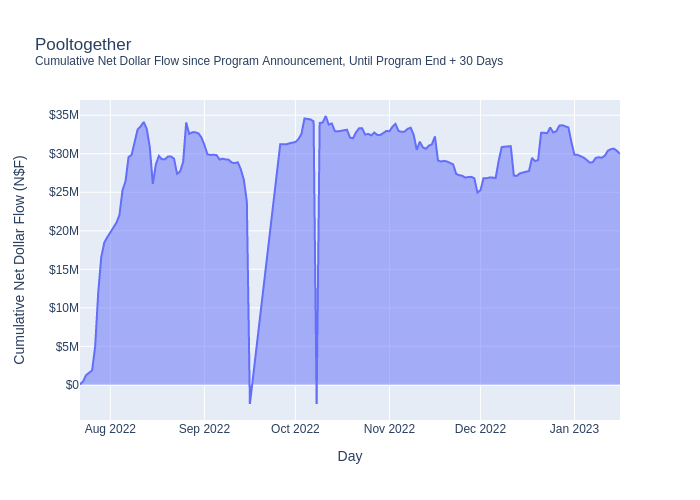 Pooltogether
Cumulative Net Dollar Flow since Program Announcement, Until Program End + 30 Days
Cumulative Net Dollar Flow (N$F)
$35M
$30M
$25M
$20M
$15M
$10M
$5M
$0
Aug 2022
Sep 2022
Oct 2022
Nov 2022
Dec 2022
Jan 2023
Day